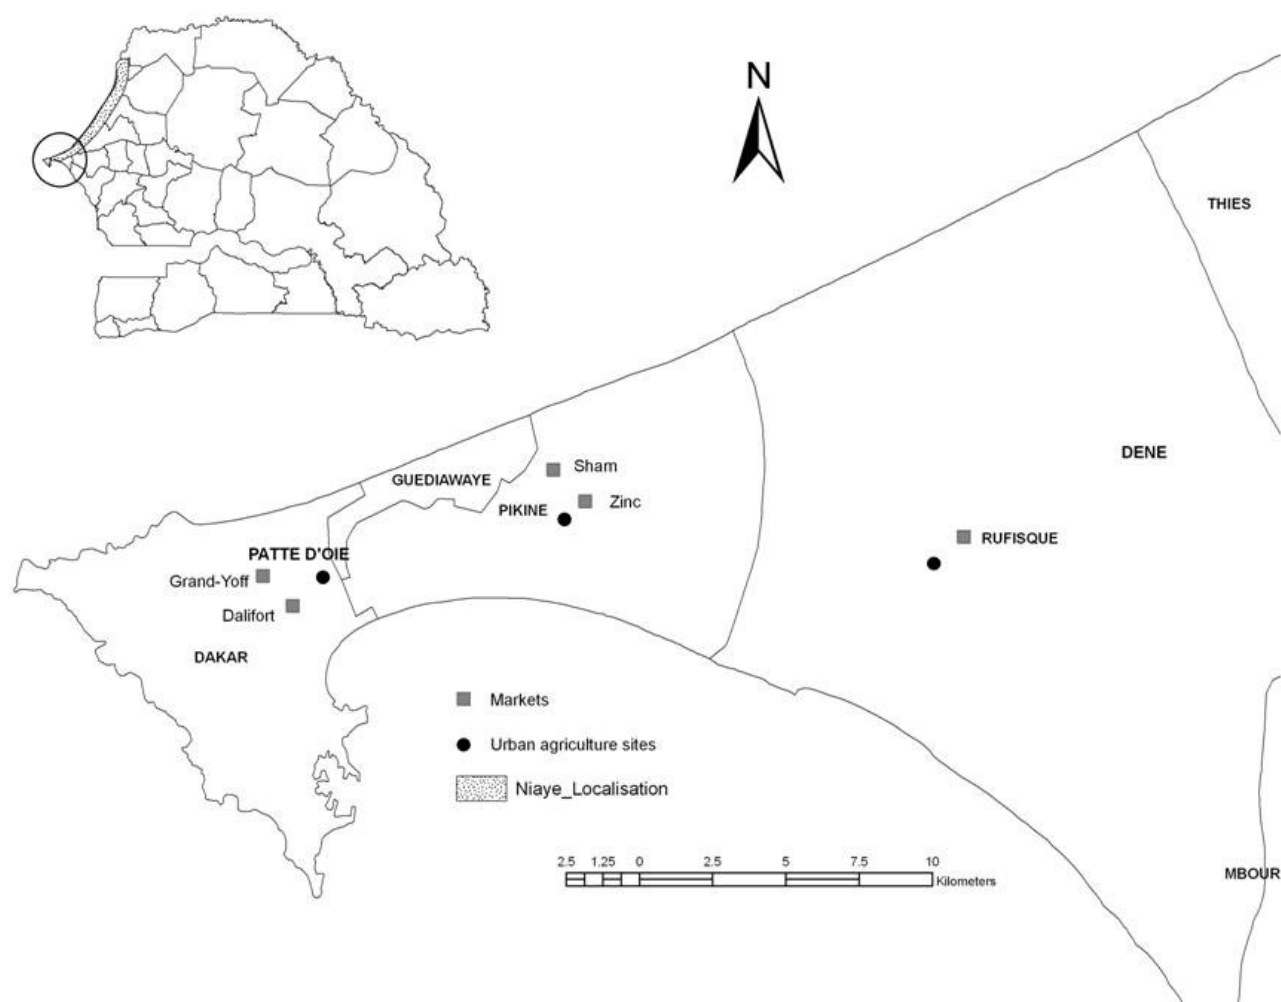 N
THIES
DENE
GUEDIAWAYE
Sham
PIKINE
Zinc
RUFISQUE
PATTE D'OIE
Grand-Yoff
Dalifort
DAKAR
Markets
Urban agriculture sites
Niaye_Localisation
2.5 1.25 0 2.5 5 7.5 10
Kilometers
MBOUR